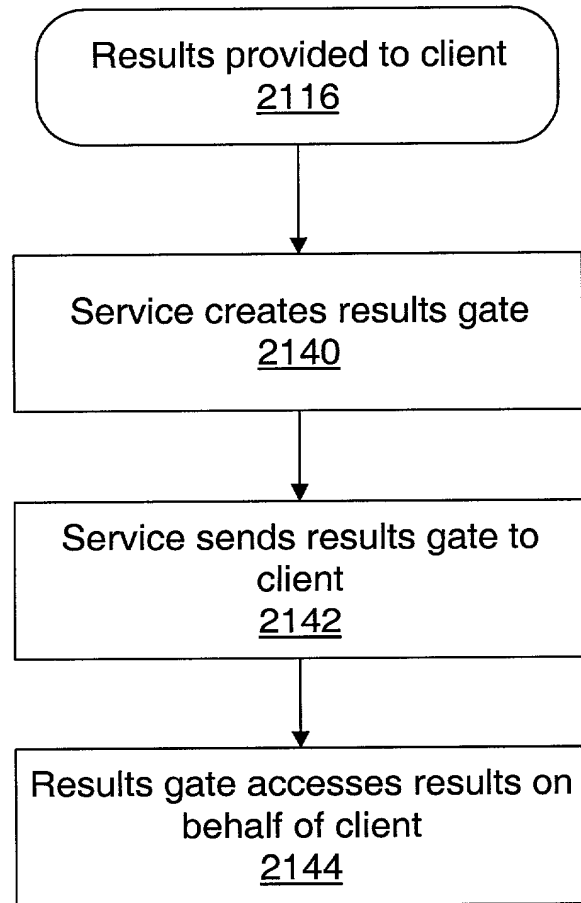 Results provided to client
2116
Service creates results gate
2140
Service sends results gate to
client
2142
Results gate accesses results on
behalf of client
2144